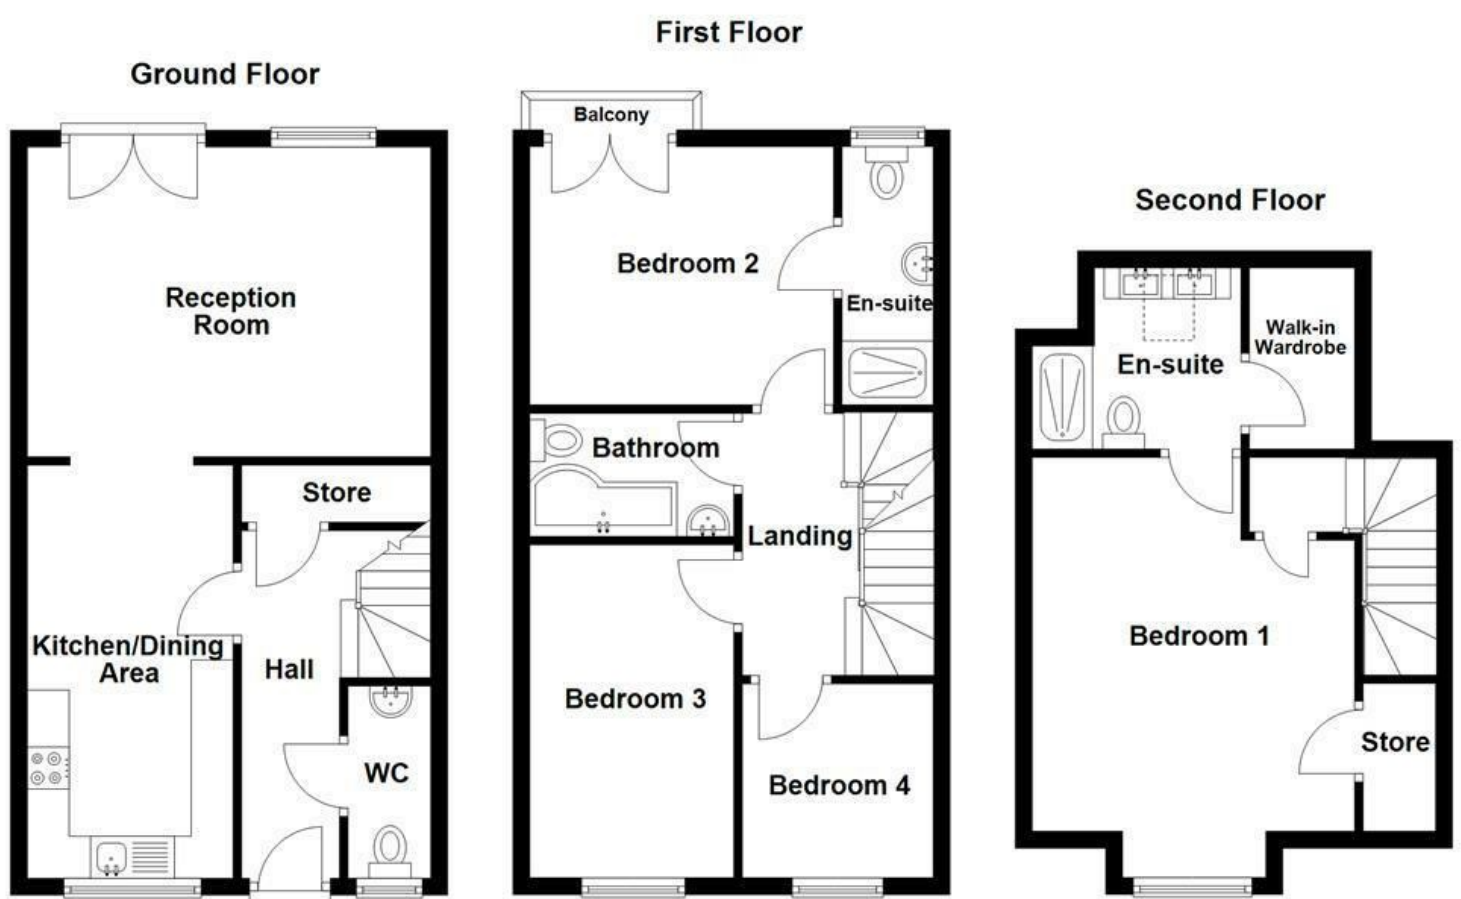 Ground Floor
Reception
Room
Store
Kitchen/Dining
Area
Hall
WC
First Floor
Balcony
Bedroom 2
En-suite
Bathroom
Landing
Bedroom 3
Bedroom 4
Second Floor
Walk-in
Wardrobe
En-suite
Bedroom 1
Store